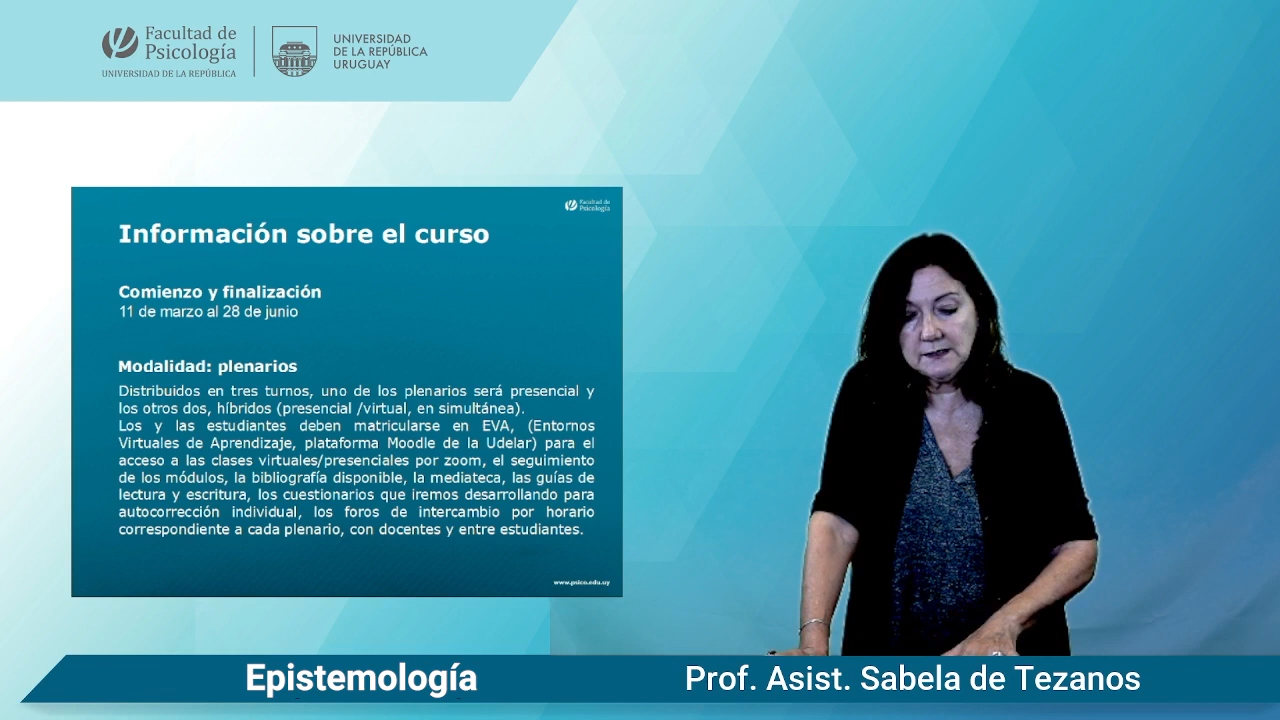 Facultad de
Psicología
UNIVERSIDAD DE LA REPÚBLICA
UNIVERSIDAD
DE LA REPÚBLICA
URUGUAY
Facultad de
Psicología
Información sobre el curso
Comienzo y finalización
11 de marzo al 28 de junio
Modalidad: plenarios
Distribuidos en tres turnos, uno de los plenarios será presencial y
los otros dos, híbridos (presencial /virtual, en simultánea).
Los y las estudiantes deben matricularse en EVA, (Entornos
Virtuales de Aprendizaje, plataforma Moodle de la Udelar) para el
acceso a las clases virtuales/presenciales por zoom, el seguimiento
de los módulos, la bibliografía disponible, la mediateca, las guías de
lectura y escritura, los cuestionarios que iremos desarrollando para
autocorrección individual, los foros de intercambio por horario
correspondiente a cada plenario, con docentes y entre estudiantes.
www.psico.edu.uy
Epistemología
Prof. Asist. Sabela de Tezanos